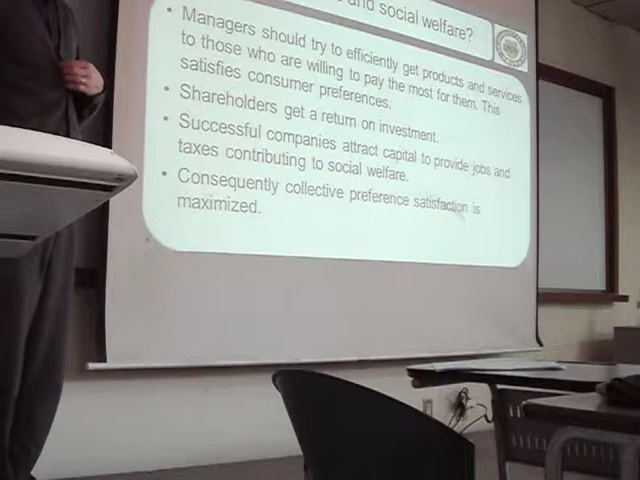 and social welfare?
• Managers should try to efficiently get products and services
to those who are willing to pay the most for them. This
satisfies consumer preferences.
• Shareholders get a return on investment.
• Successful companies attract capital to provide jobs and
taxes contributing to social welfare.
• Consequently collective preference satisfaction is
maximized.